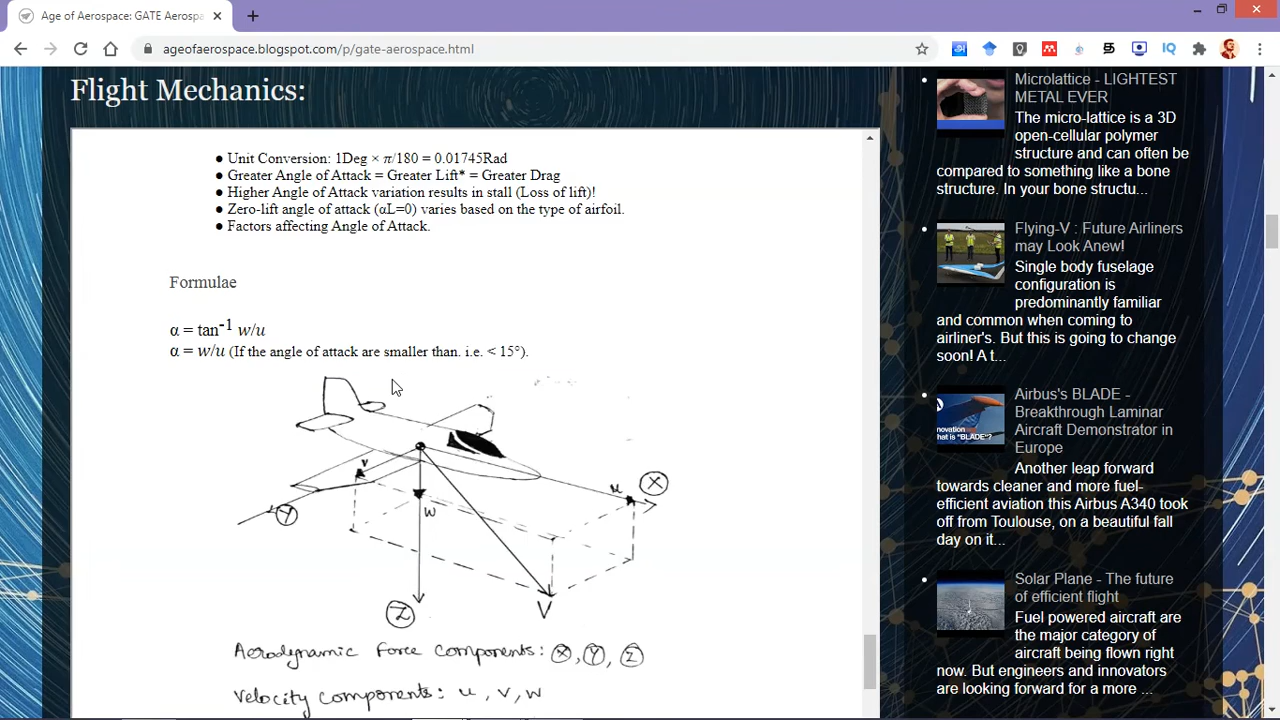 Age of Aerospace: GATE Aerospa
ageofaerospace.blogspot.com/p/gate-aerospace.html
IQ
Flight Mechanics:
● Unit Conversion: 1Deg × π/180 = 0.01745Rad
● Greater Angle of Attack = Greater Lift* = Greater Drag
● Higher Angle of Attack variation results in stall (Loss of lift)!
● Zero-lift angle of attack (αL=0) varies based on the type of airfoil.
● Factors affecting Angle of Attack.
Formulae
α = tan⁻¹ w/u
α = w/u (If the angle of attack are smaller than. i.e. < 15°).
v
u
X
Y
w
Z
V
Aerodynamic Force Components: X, Y, Z
Velocity components: u, v, w
Microlattice - LIGHTEST
METAL EVER
The micro-lattice is a 3D
open-cellular polymer
structure and can often be
compared to something like a bone
structure. In your bone structu...
Flying-V : Future Airliners
may Look Anew!
Single body fuselage
configuration is
predominantly familiar
and common when coming to
airliner's. But this is going to change
soon! A t...
Airbus's BLADE -
Breakthrough Laminar
Aircraft Demonstrator in
Europe
Another leap forward
towards cleaner and more fuel-
efficient aviation this Airbus A340 took
off from Toulouse, on a beautiful fall
day on it...
Solar Plane - The future
of efficient flight
Fuel powered aircraft are
the major category of
aircraft being flown right
now. But engineers and innovators
are looking forward for a more ...